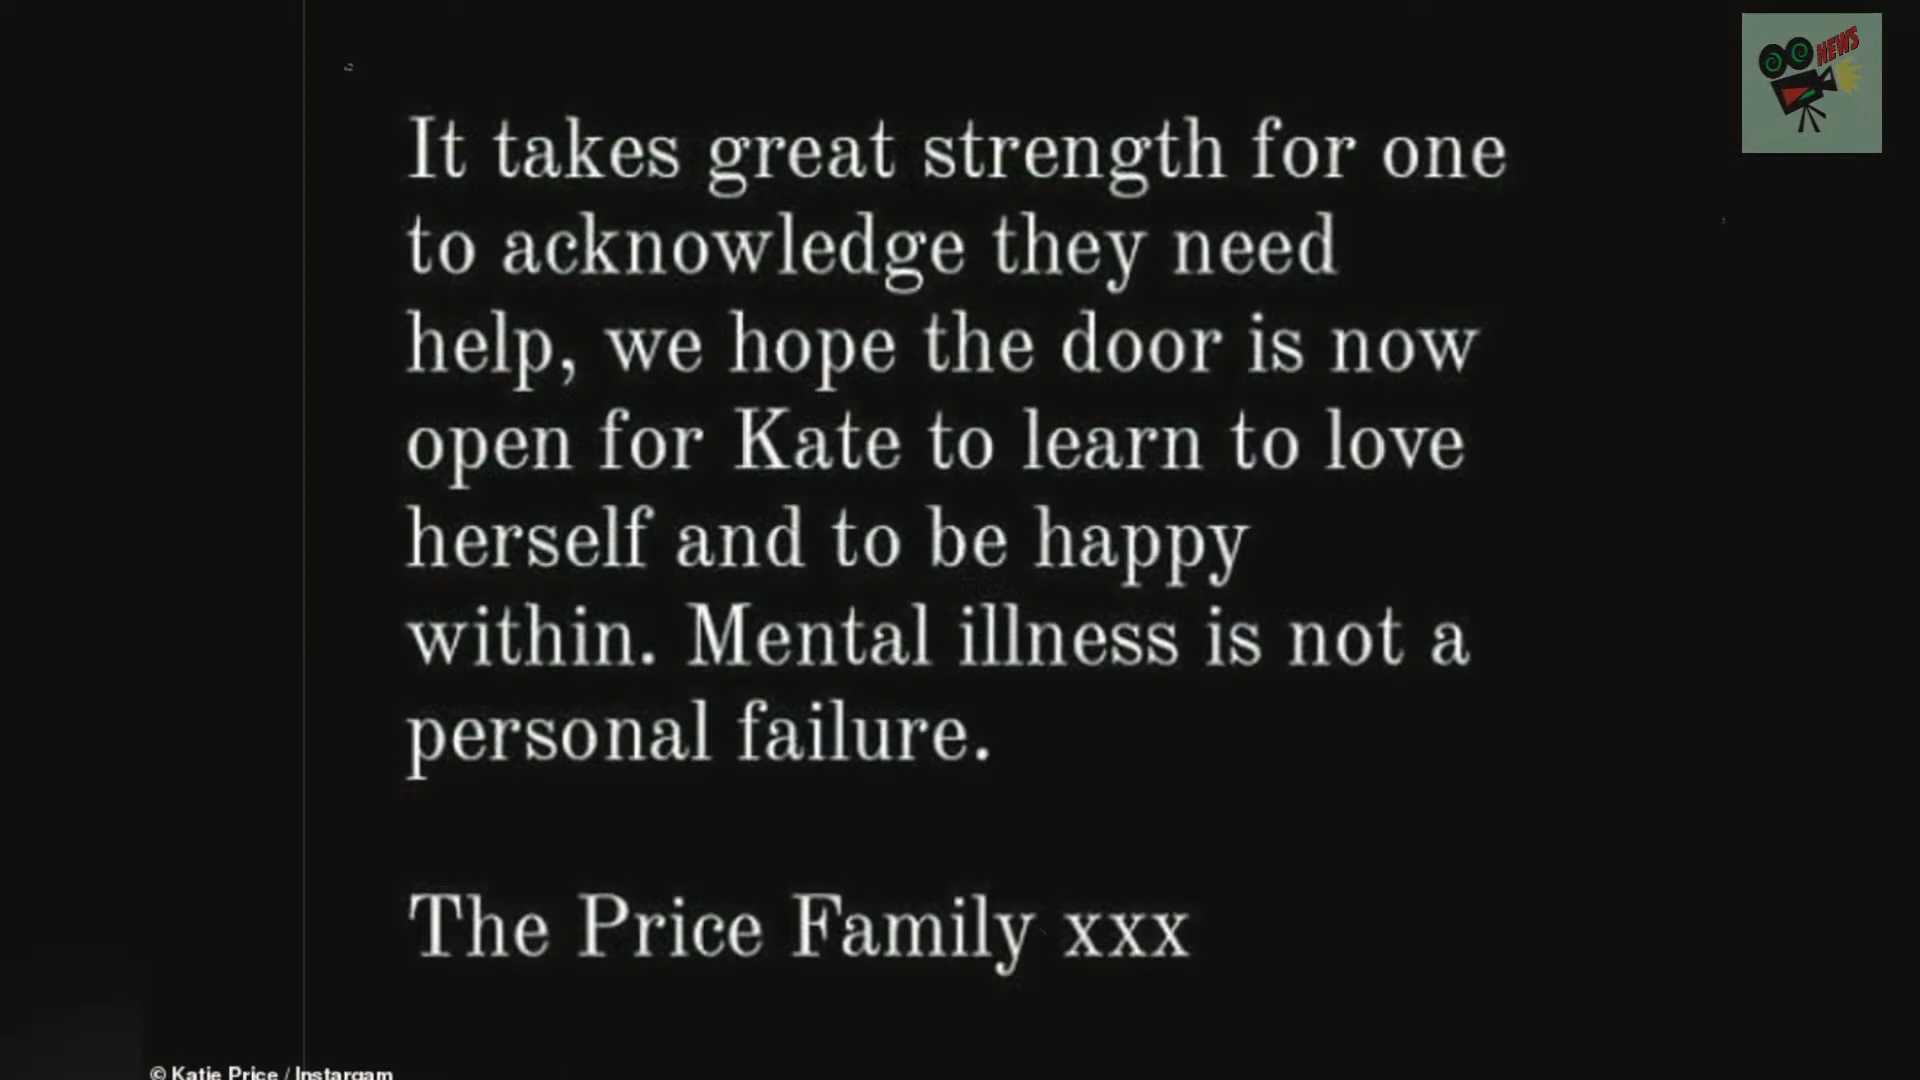 NEWS
It takes great strength for one
to acknowledge they need
help, we hope the door is now
open for Kate to learn to love
herself and to be happy
within. Mental illness is not a
personal failure.
The Price Family xxx
© Katie Price / Instargam